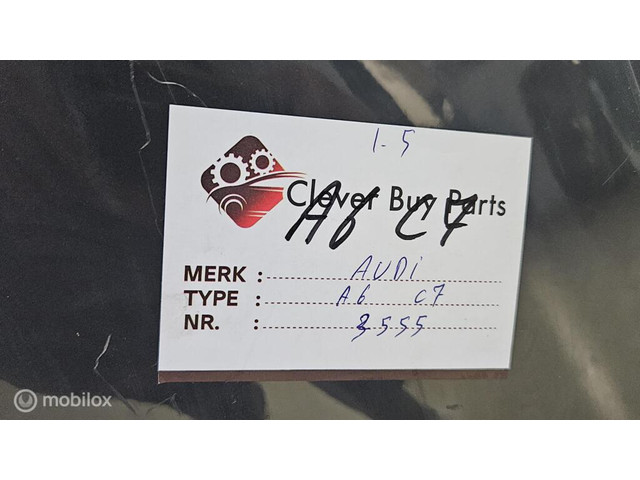 1-5
Clever Buy Parts
A6 C7
MERK : AUDI
TYPE : A6 C7
NR. : 3555
mobilox